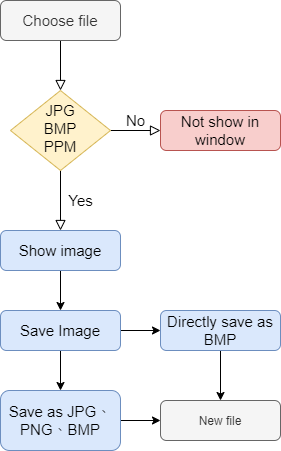 Choose file
JPG
BMP
PPM
No
Not show in
window
Yes
Show image
Save Image
Directly save as
BMP
Save as JPG、
PNG、BMP
New file